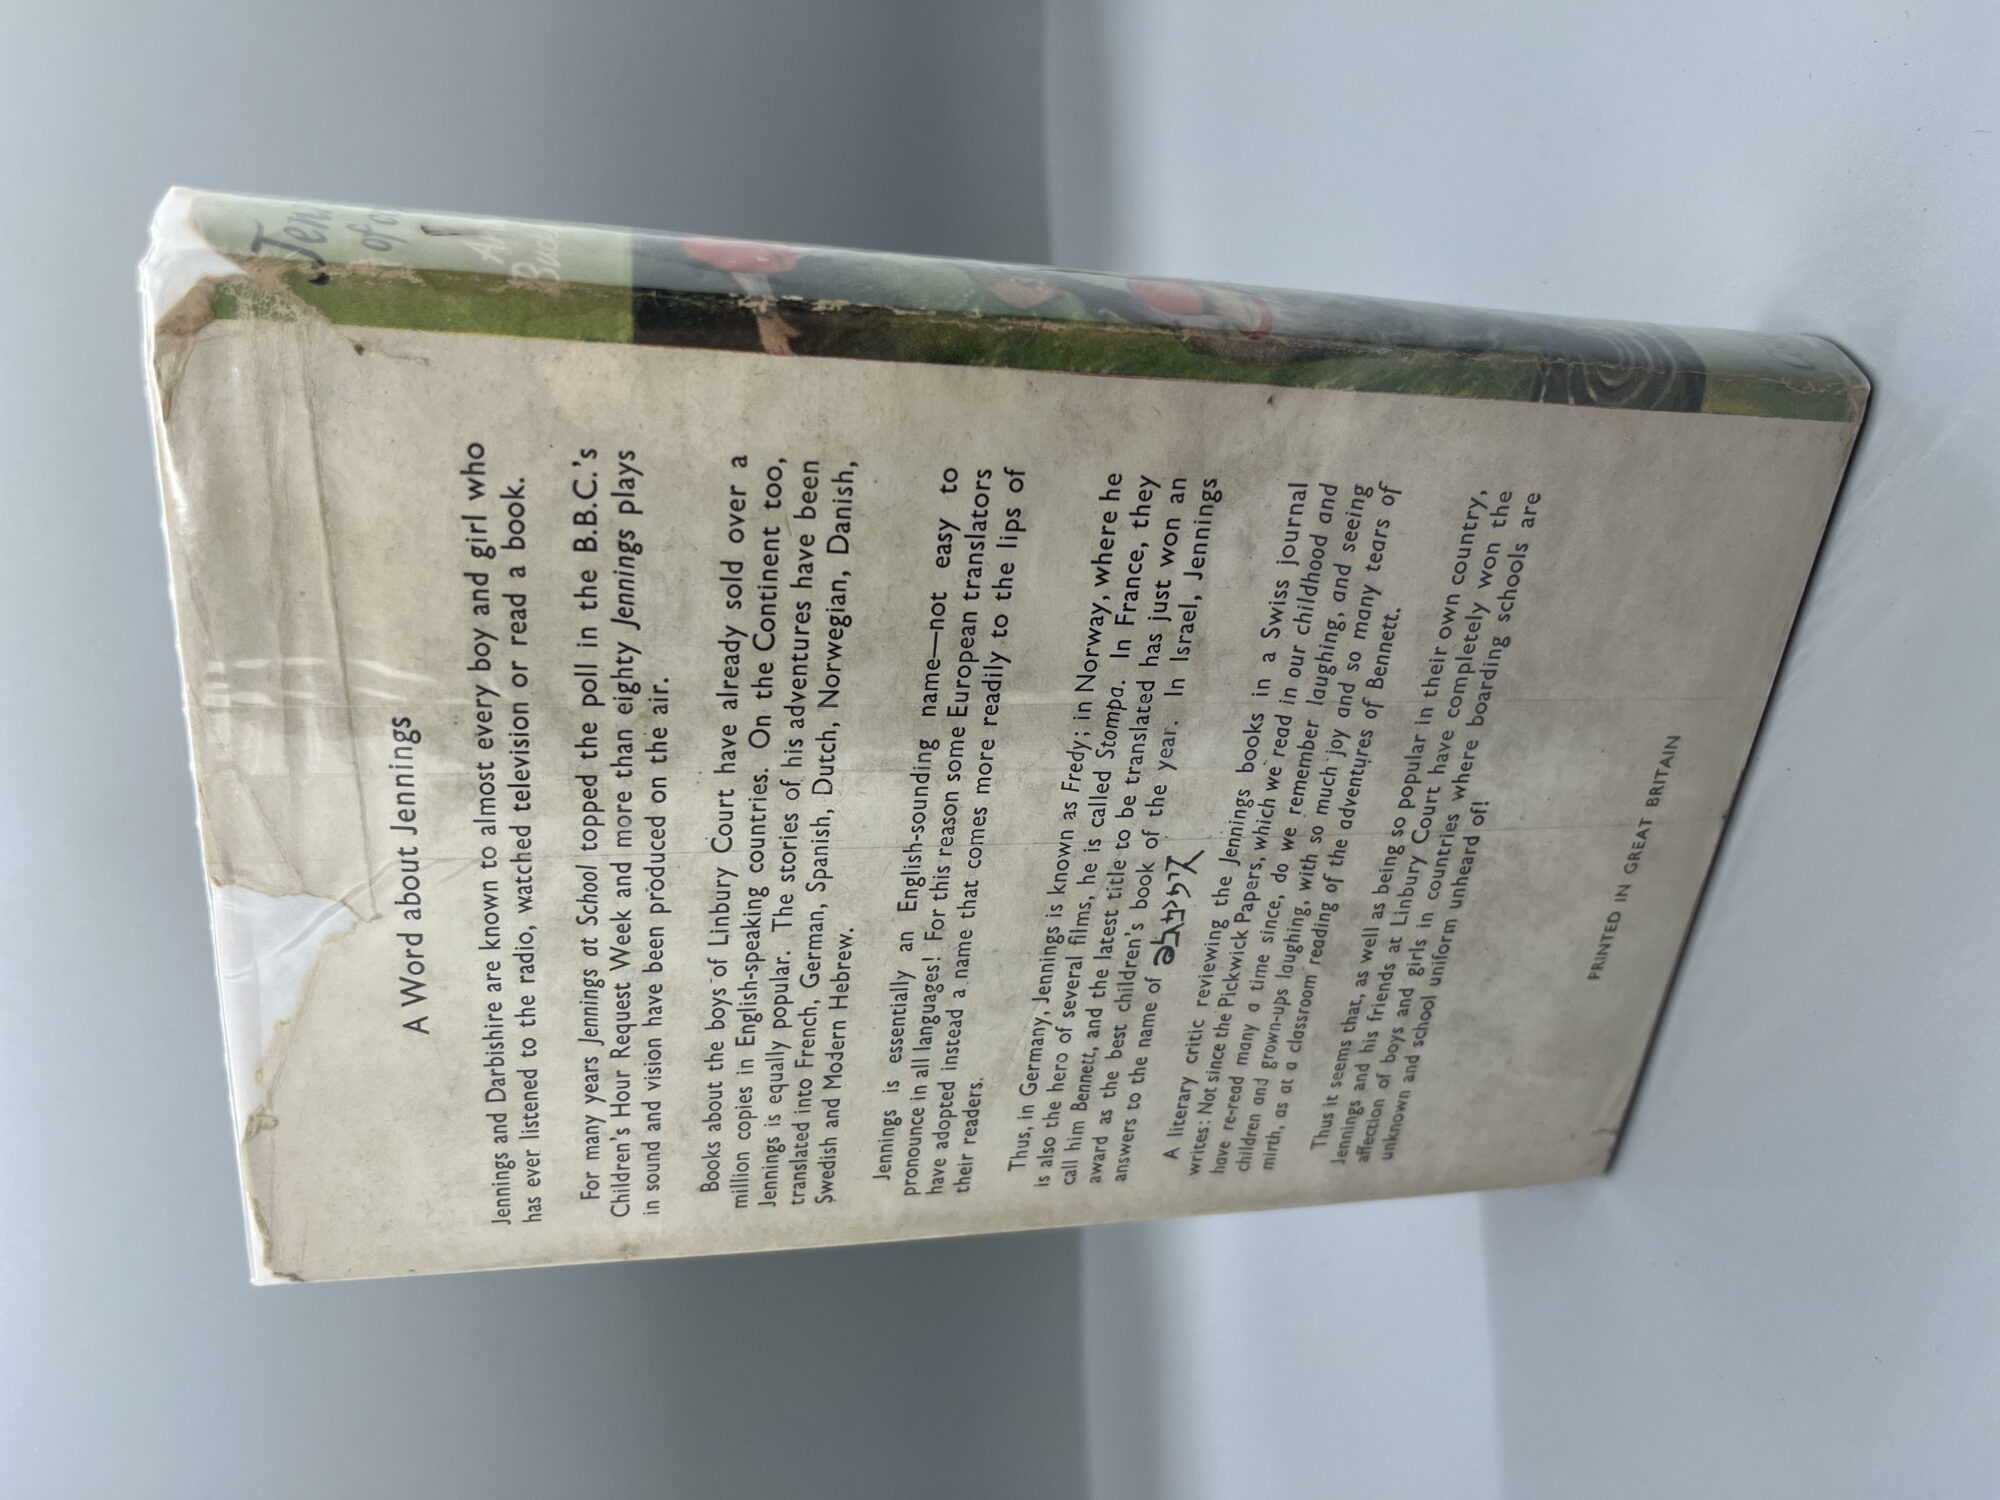 A Word about Jennings
Jennings and Darbishire are known to almost every boy and girl who
has ever listened to the radio, watched television or read a book.
For many years Jennings at School topped the poll in the B.B.C.'s
Children's Hour Request Week and more than eighty Jennings plays
in sound and vision have been produced on the air.
Books about the boys of Linbury Court have already sold over a
million copies in English-speaking countries. On the Continent too,
Jennings is equally popular. The stories of his adventures have been
translated into French, German, Spanish, Dutch, Norwegian, Danish,
Swedish and Modern Hebrew.
Jennings is essentially an English-sounding name—not easy to
pronounce in all languages! For this reason some European translators
have adopted instead a name that comes more readily to the lips of
their readers.
Thus, in Germany, Jennings is known as Fredy; in Norway, where he
is also the hero of several films, he is called Stompa. In France, they
call him Bennett, and the latest title to be translated has just won an
award as the best children's book of the year. In Israel, Jennings
answers to the name of
A literary critic reviewing the Jennings books in a Swiss journal
writes: Not since the Pickwick Papers, which we read in our childhood and
have re-read many a time since, do we remember laughing, and seeing
children and grown-ups laughing, with so much joy and so many tears of
mirth, as at a classroom reading of the adventures of Bennett.
Thus it seems that, as well as being so popular in their own country,
Jennings and his friends at Linbury Court have completely won the
affection of boys and girls in countries where boarding schools are
unknown and school uniform unheard of!
PRINTED IN GREAT BRITAIN
of